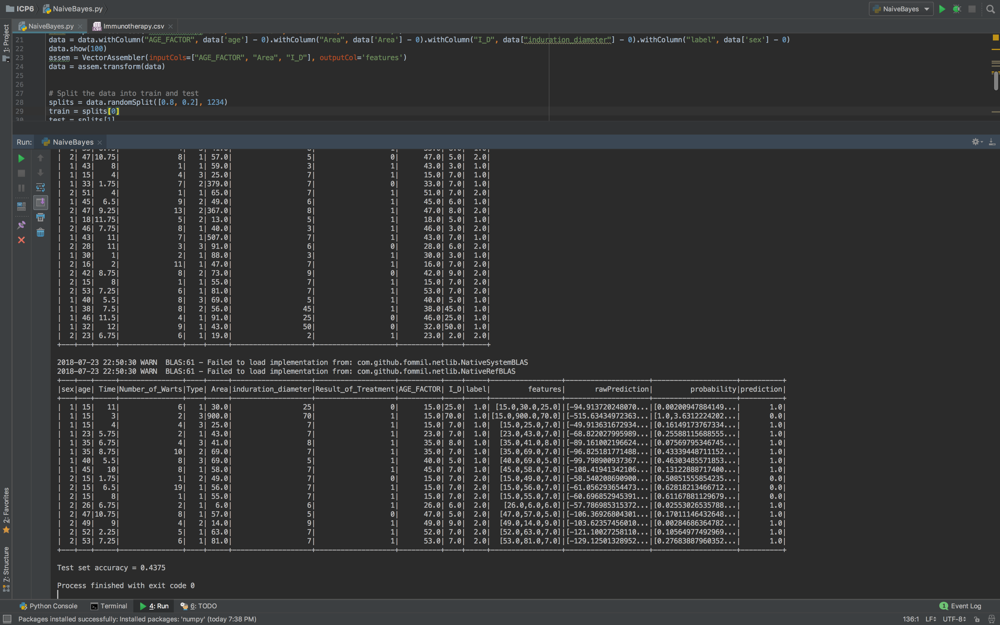 ICP6 NaiveBayes.py NaiveBayes
NaiveBayes.py Immunotherapy.csv
1: Project
21 data = data.withColumn("AGE_FACTOR", data['age'] - 0).withColumn("Area", data['Area'] - 0).withColumn("I_D", data["induration_diameter"] - 0).withColumn("label", data['sex'] - 0)
22 data.show(100)
23 assem = VectorAssembler(inputCols=["AGE_FACTOR", "Area", "I_D"], outputCol='features')
24 data = assem.transform(data)
25
26
27 # Split the data into train and test
28 splits = data.randomSplit([0.8, 0.2], 1234)
29 train = splits[0]
30 test = splits[1]
Run: NaiveBayes
| 2| 47|10.75| 8| 1| 57.0| 5| 0| 47.0| 5.0| 2.0|
| 1| 43| 8| 1| 1| 59.0| 3| 1| 43.0| 3.0| 1.0|
| 1| 15| 4| 4| 3| 25.0| 7| 1| 15.0| 7.0| 1.0|
| 1| 33| 1.75| 7| 2|379.0| 7| 0| 33.0| 7.0| 1.0|
| 2| 51| 4| 1| 1| 65.0| 7| 1| 51.0| 7.0| 2.0|
| 1| 45| 6.5| 9| 2| 49.0| 6| 1| 45.0| 6.0| 1.0|
| 2| 47| 9.25| 13| 2|367.0| 8| 1| 47.0| 8.0| 2.0|
| 1| 18|11.75| 5| 2| 13.0| 5| 1| 18.0| 5.0| 1.0|
| 2| 46| 7.75| 8| 1| 40.0| 3| 1| 46.0| 3.0| 2.0|
| 1| 43| 11| 7| 1|507.0| 7| 1| 43.0| 7.0| 1.0|
| 2| 28| 11| 3| 3| 91.0| 6| 0| 28.0| 6.0| 2.0|
| 1| 30| 1| 2| 1| 88.0| 3| 1| 30.0| 3.0| 1.0|
| 2| 16| 2| 11| 1| 47.0| 7| 1| 16.0| 7.0| 2.0|
| 2| 42| 8.75| 8| 2| 73.0| 9| 0| 42.0| 9.0| 2.0|
| 2| 15| 8| 1| 1| 55.0| 7| 1| 15.0| 7.0| 2.0|
| 2| 53| 7.25| 6| 1| 81.0| 7| 1| 53.0| 7.0| 2.0|
| 1| 40| 5.5| 8| 3| 69.0| 5| 1| 40.0| 5.0| 1.0|
| 1| 38| 7.5| 8| 2| 56.0| 45| 1| 38.0|45.0| 1.0|
| 1| 46| 11.5| 4| 1| 91.0| 25| 0| 46.0|25.0| 1.0|
| 1| 32| 12| 9| 1| 43.0| 50| 0| 32.0|50.0| 1.0|
| 2| 23| 6.75| 6| 1| 19.0| 2| 1| 23.0| 2.0| 2.0|
+---+---+-----+---------------+----+-----+-------------------+-------------------+----------+----+-----+
2018-07-23 22:50:30 WARN BLAS:61 - Failed to load implementation from: com.github.fommil.netlib.NativeSystemBLAS
2018-07-23 22:50:30 WARN BLAS:61 - Failed to load implementation from: com.github.fommil.netlib.NativeRefBLAS
+---+---+-----+---------------+----+-----+-------------------+-------------------+----------+----+-----+-----------------+--------------------+--------------------+----------+
|sex|age| Time|Number_of_Warts|Type| Area|induration_diameter|Result_of_Treatment|AGE_FACTOR| I_D|label| features| rawPrediction| probability|prediction|
+---+---+-----+---------------+----+-----+-------------------+-------------------+----------+----+-----+-----------------+--------------------+--------------------+----------+
| 1| 15| 11| 6| 1| 30.0| 25| 0| 15.0|25.0| 1.0| [15.0,30.0,25.0]|[-94.913720248070...|[0.00200947884149...| 1.0|
| 1| 15| 3| 2| 3|900.0| 70| 1| 15.0|70.0| 1.0|[15.0,900.0,70.0]|[-515.63434972363...|[1.0,3.6312224202...| 0.0|
| 1| 15| 4| 4| 3| 25.0| 7| 1| 15.0| 7.0| 1.0| [15.0,25.0,7.0]|[-49.913631672934...|[0.16149173767334...| 1.0|
| 1| 23| 5.75| 2| 1| 43.0| 7| 1| 23.0| 7.0| 1.0| [23.0,43.0,7.0]|[-68.822027995989...|[0.25588115688555...| 1.0|
| 1| 35| 6.75| 4| 3| 41.0| 8| 1| 35.0| 8.0| 1.0| [35.0,41.0,8.0]|[-89.161002196624...|[0.07569795346745...| 1.0|
| 1| 35| 8.75| 10| 2| 69.0| 7| 1| 35.0| 7.0| 1.0| [35.0,69.0,7.0]|[-96.825181771488...|[0.43339448711152...| 1.0|
| 1| 40| 5.5| 8| 3| 69.0| 5| 1| 40.0| 5.0| 1.0| [40.0,69.0,5.0]|[-99.798900937367...|[0.46303485571853...| 1.0|
| 1| 45| 10| 8| 1| 58.0| 7| 1| 45.0| 7.0| 1.0| [45.0,58.0,7.0]|[-108.41941342106...|[0.13122888717400...| 1.0|
| 2| 15| 1.75| 1| 2| 49.0| 7| 0| 15.0| 7.0| 2.0| [15.0,49.0,7.0]|[-58.540208690900...|[0.50851555854235...| 0.0|
| 2| 15| 6.5| 19| 1| 56.0| 7| 1| 15.0| 7.0| 2.0| [15.0,56.0,7.0]|[-61.056293654473...|[0.62818213466712...| 0.0|
| 2| 15| 8| 1| 1| 55.0| 7| 1| 15.0| 7.0| 2.0| [15.0,55.0,7.0]|[-60.696852945391...|[0.61167881129679...| 0.0|
| 2| 26| 6.75| 2| 1| 6.0| 6| 1| 26.0| 6.0| 2.0| [26.0,6.0,6.0]|[-57.786985315372...|[0.02553026535788...| 1.0|
| 2| 47|10.75| 8| 1| 57.0| 5| 0| 47.0| 5.0| 2.0| [47.0,57.0,5.0]|[-106.36926804301...|[0.17011146432648...| 1.0|
| 2| 49| 9| 4| 2| 14.0| 9| 1| 49.0| 9.0| 2.0| [49.0,14.0,9.0]|[-103.62357456010...|[0.00284686364782...| 1.0|
| 2| 52| 2.25| 5| 1| 63.0| 7| 1| 52.0| 7.0| 2.0| [52.0,63.0,7.0]|[-121.10027258110...|[0.10564977492969...| 1.0|
| 2| 53| 7.25| 6| 1| 81.0| 7| 1| 53.0| 7.0| 2.0| [53.0,81.0,7.0]|[-129.12501328952...|[0.27683887960352...| 1.0|
+---+---+-----+---------------+----+-----+-------------------+-------------------+----------+----+-----+-----------------+--------------------+--------------------+----------+
Test set accuracy = 0.4375
Process finished with exit code 0
2: Favorites
7: Structure
Python Console Terminal 4: Run 6: TODO 1 Event Log
Packages installed successfully: Installed packages: 'numpy' (today 7:38 PM) 136:1 LF UTF-8